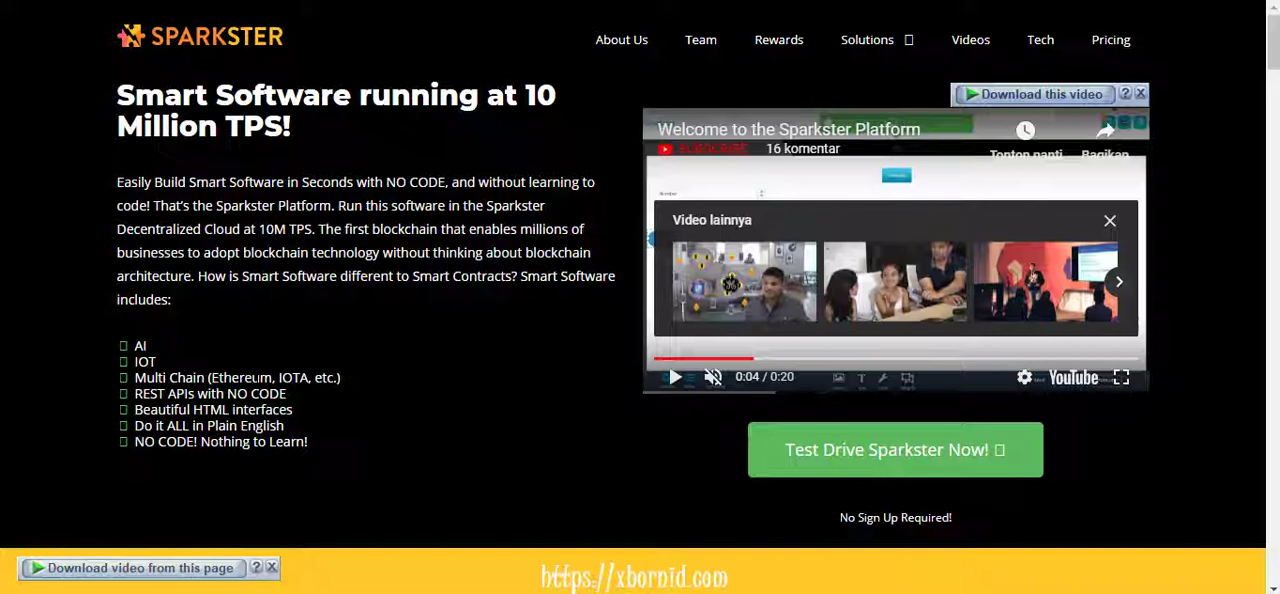 SPARKSTER
About Us
Team
Rewards
Solutions
Videos
Tech
Pricing
Smart Software running at 10
Million TPS!
Easily Build Smart Software in Seconds with NO CODE, and without learning to
code! That's the Sparkster Platform. Run this software in the Sparkster
Decentralized Cloud at 10M TPS. The first blockchain that enables millions of
businesses to adopt blockchain technology without thinking about blockchain
architecture. How is Smart Software different to Smart Contracts? Smart Software
includes:
AI
IOT
Multi Chain (Ethereum, IOTA, etc.)
REST APIs with NO CODE
Beautiful HTML interfaces
Do it ALL in Plain English
NO CODE! Nothing to Learn!
Download this video ? X
Welcome to the Sparkster Platform
SUBSCRIBE 16 komentar
Tonton nanti
Bagikan
Video lainnya
0:04 / 0:20
YouTube
Test Drive Sparkster Now!
No Sign Up Required!
Download video from this page ? X
https://xbornid.com